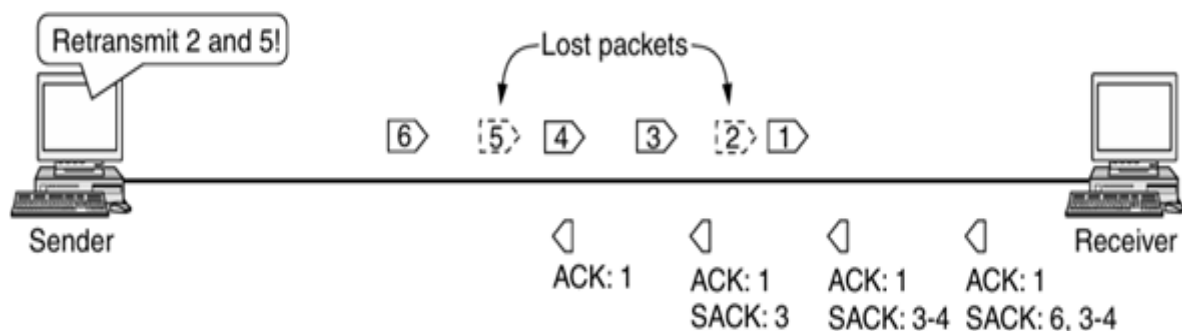 Retransmit 2 and 5!
Lost packets
6 5 4 3 2 1
Sender
Receiver
ACK: 1
ACK: 1
SACK: 3
ACK: 1
SACK: 3-4
ACK: 1
SACK: 6, 3-4